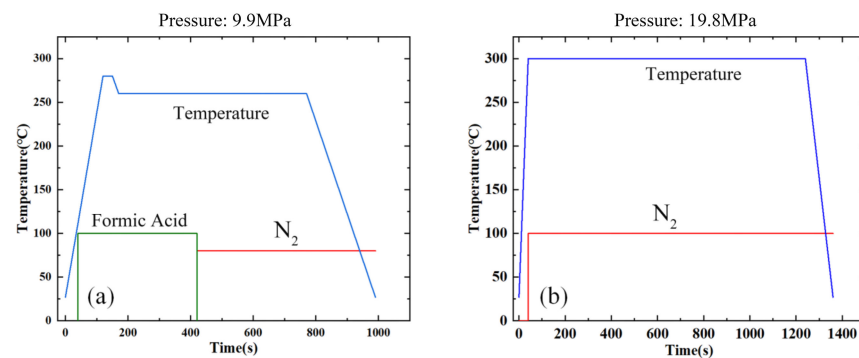 Pressure: 9.9MPa
300
250
200
150
100
50
0
Temperature(℃)
Temperature
Formic Acid
N2
(a)
0 200 400 600 800 1000
Time(s)
Pressure: 19.8MPa
300
250
200
150
100
50
0
Temperature(℃)
Temperature
N2
(b)
0 200 400 600 800 1000 1200 1400
Time(s)